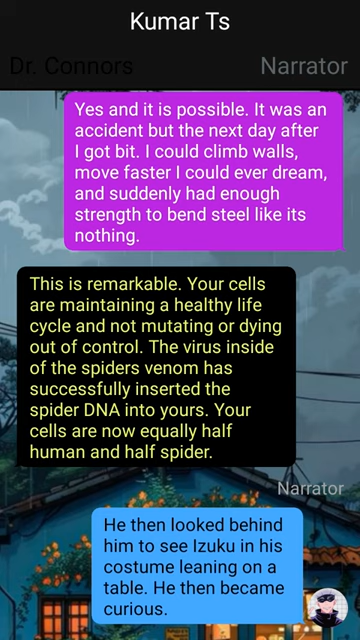 Kumar Ts
Dr. Connors
Narrator
Yes and it is possible. It was an
accident but the next day after
I got bit. I could climb walls,
move faster I could ever dream,
and suddenly had enough
strength to bend steel like its
nothing.
This is remarkable. Your cells
are maintaining a healthy life
cycle and not mutating or dying
out of control. The virus inside
of the spiders venom has
successfully inserted the
spider DNA into yours. Your
cells are now equally half
human and half spider.
Narrator
He then looked behind
him to see Izuku in his
costume leaning on a
table. He then became
curious.